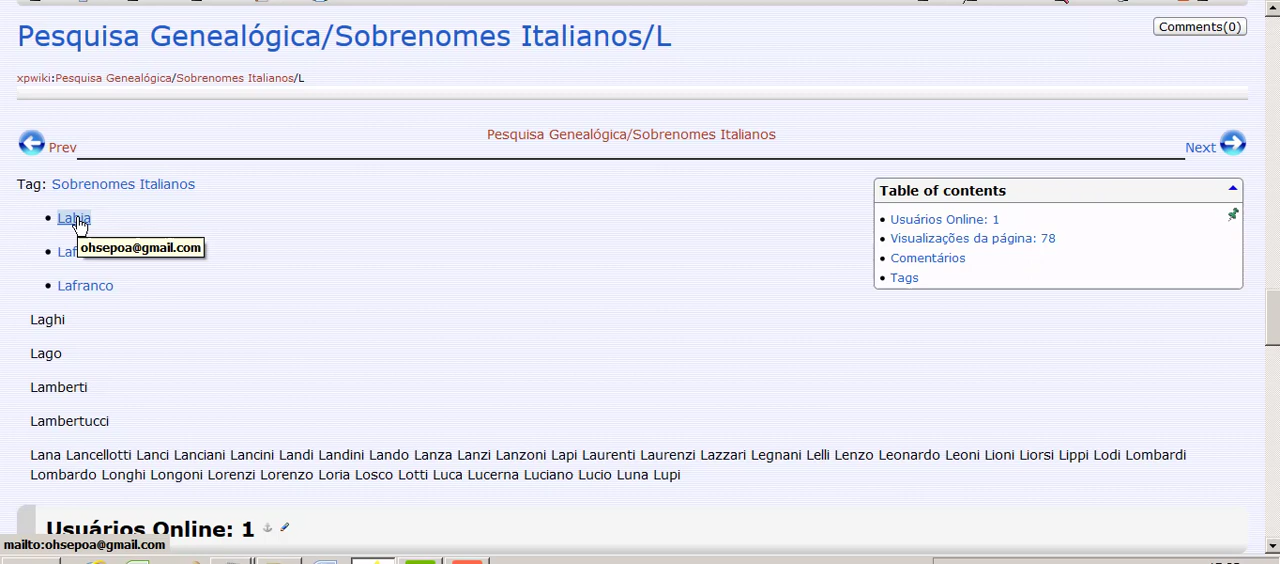 Pesquisa Genealógica/Sobrenomes Italianos/L
Comments(0)
xpwiki:Pesquisa Genealógica/Sobrenomes Italianos/L
Prev
Pesquisa Genealógica/Sobrenomes Italianos
Next
Tag: Sobrenomes Italianos
Table of contents
Usuários Online: 1
Visualizações da página: 78
Comentários
Tags
ohsepoa@gmail.com
Lafranco
Laghi
Lago
Lamberti
Lambertucci
Lana Lancellotti Lanci Lanciani Lancini Landi Landini Lando Lanza Lanzi Lanzoni Lapi Laurenti Laurenzi Lazzari Legnani Lelli Lenzo Leonardo Leoni Lioni Liorsi Lippi Lodi Lombardi
Lombardo Longhi Longoni Lorenzi Lorenzo Loria Losco Lotti Luca Lucerna Luciano Lucio Luna Lupi
Usuários Online: 1
mailto:ohsepoa@gmail.com